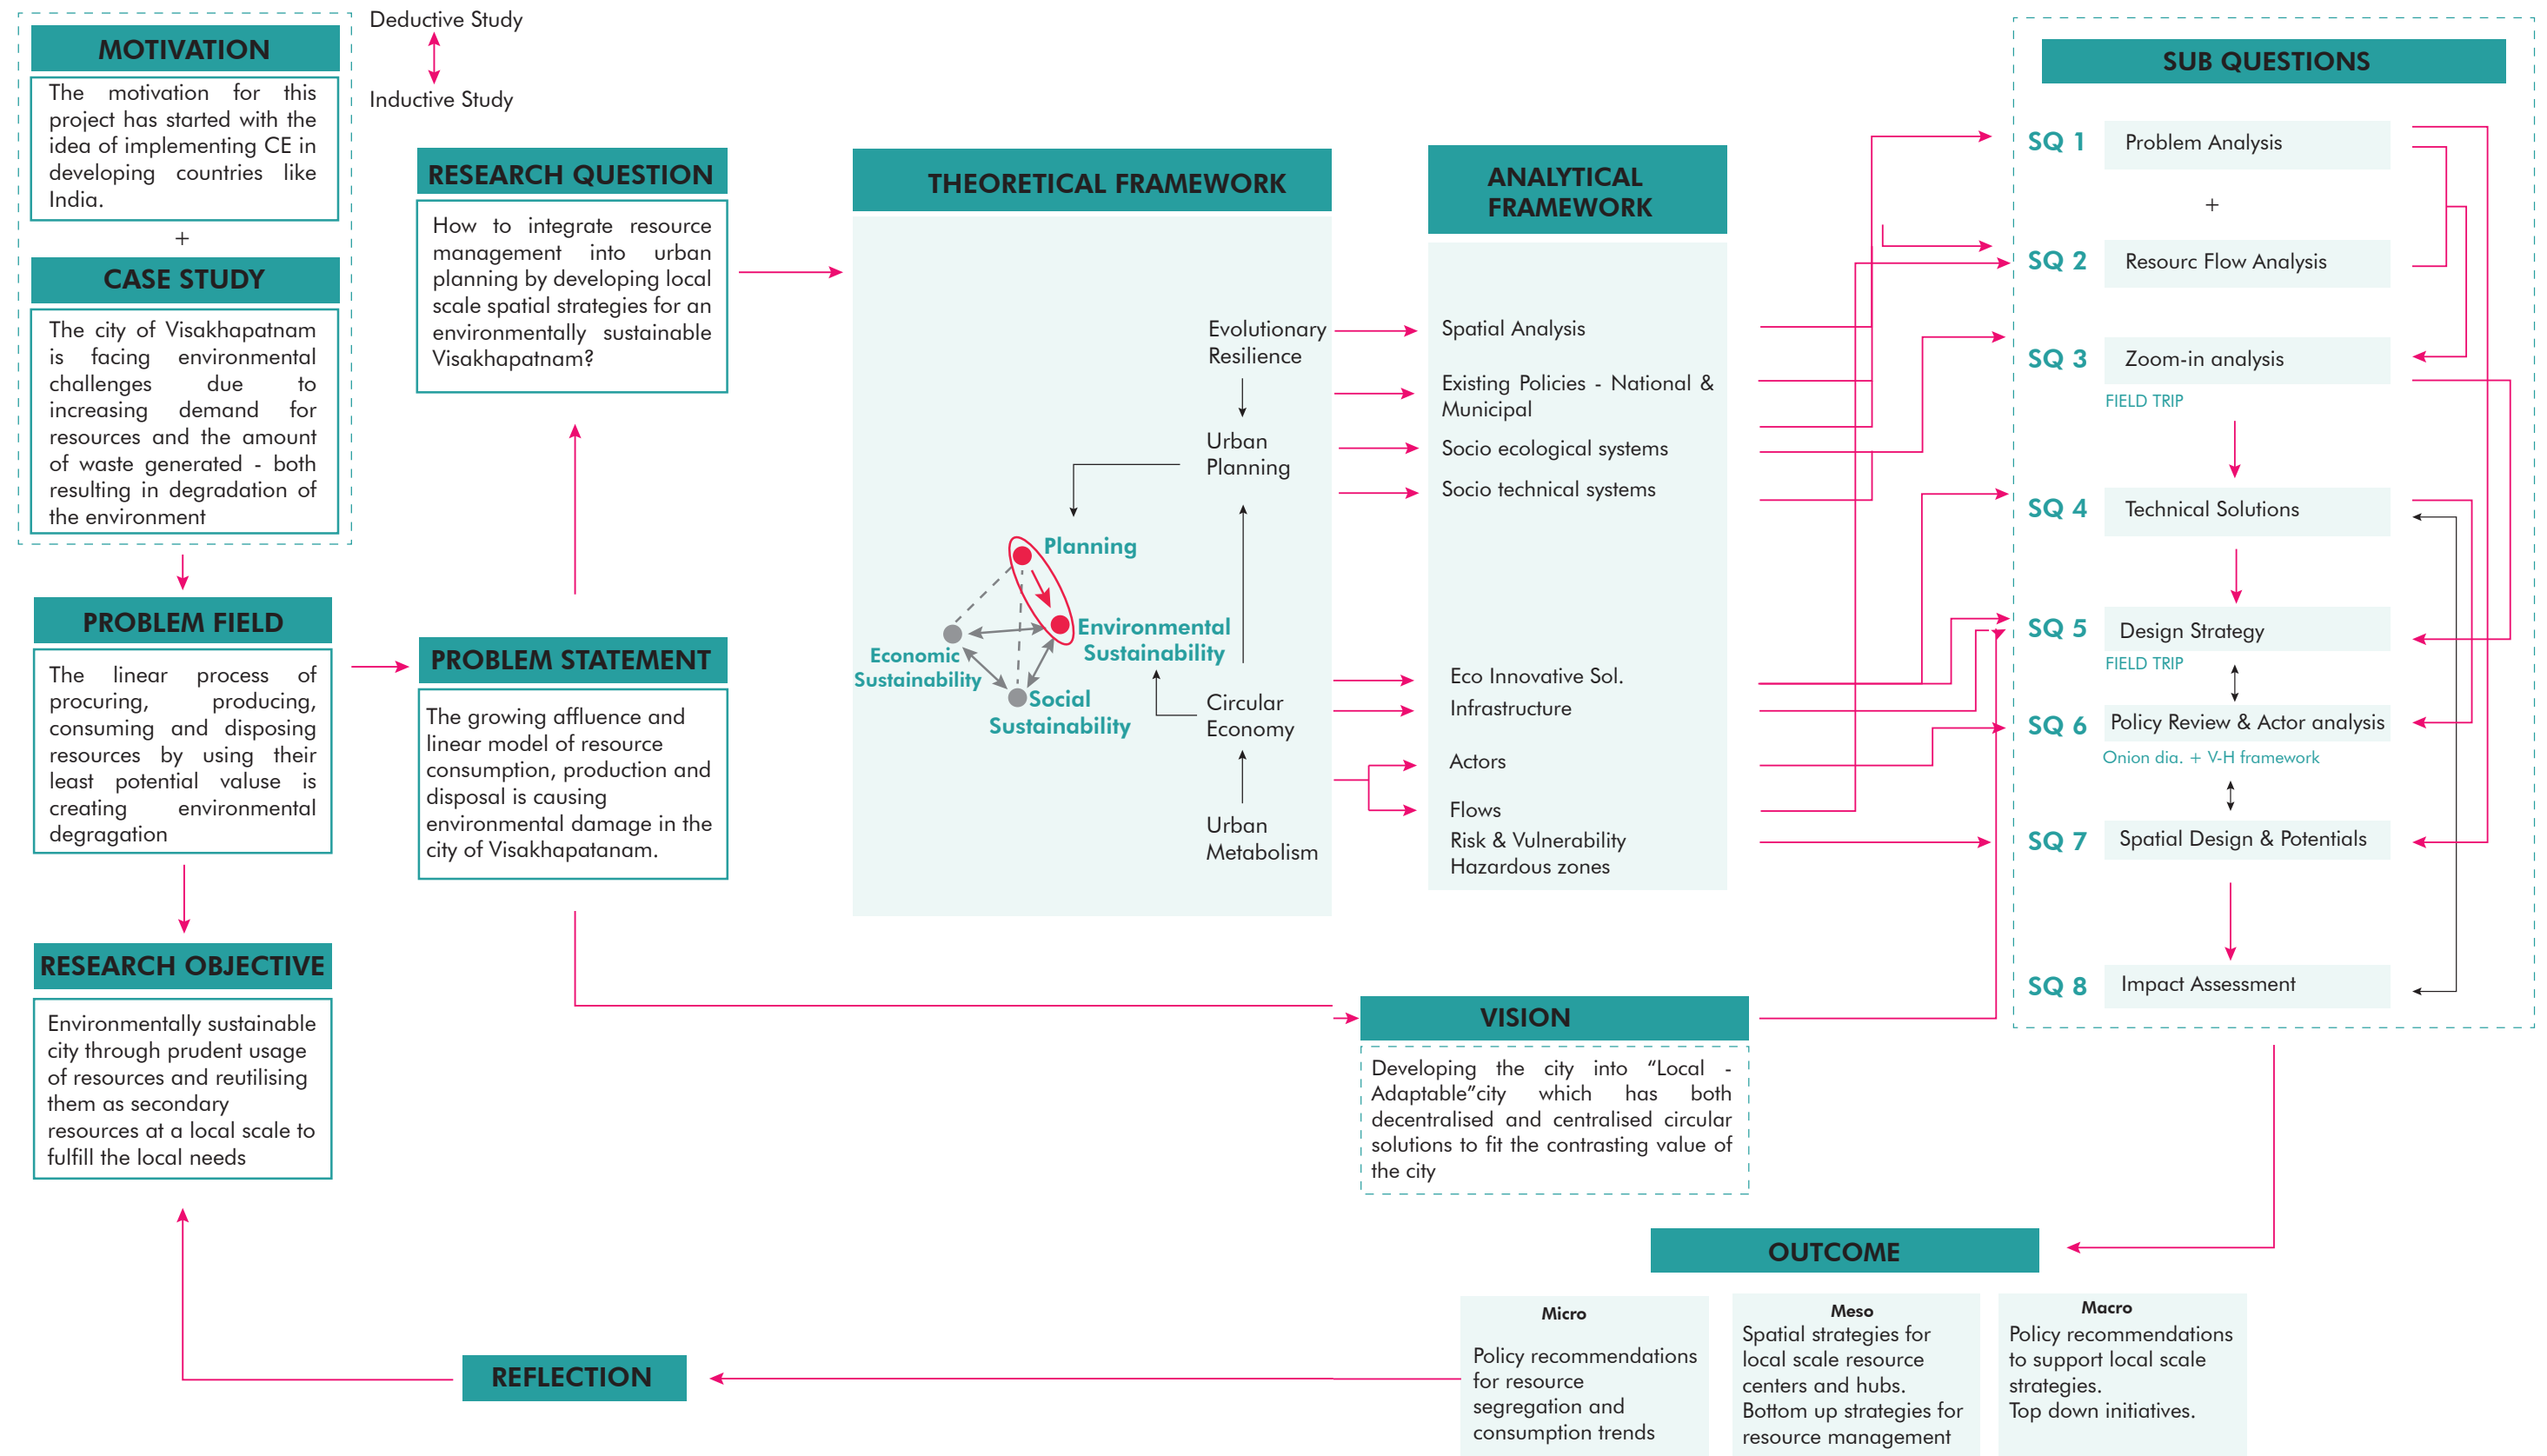 Deductive Study
Inductive Study
MOTIVATION
The motivation for this
project has started with the
idea of implementing CE in
developing countries like
India.
+
CASE STUDY
The city of Visakhapatnam
is facing environmental
challenges due to
increasing demand for
resources and the amount
of waste generated - both
resulting in degradation of
the environment
PROBLEM FIELD
The linear process of
procuring, producing,
consuming and disposing
resources by using their
least potential valuse is
creating environmental
degragation
RESEARCH OBJECTIVE
Environmentally sustainable
city through prudent usage
of resources and reutilising
them as secondary
resources at a local scale to
fulfill the local needs
RESEARCH QUESTION
How to integrate resource
management into urban
planning by developing local
scale spatial strategies for an
environmentally sustainable
Visakhapatnam?
PROBLEM STATEMENT
The growing affluence and
linear model of resource
consumption, production and
disposal is causing
environmental damage in the
city of Visakhapatanam.
THEORETICAL FRAMEWORK
Evolutionary
Resilience
Urban
Planning
Planning
Environmental
Sustainability
Economic
Sustainability
Social
Sustainability
Circular
Economy
Urban
Metabolism
ANALYTICAL
FRAMEWORK
Spatial Analysis
Existing Policies - National &
Municipal
Socio ecological systems
Socio technical systems
Eco Innovative Sol.
Infrastructure
Actors
Flows
Risk & Vulnerability
Hazardous zones
VISION
Developing the city into “Local -
Adaptable”city which has both
decentralised and centralised circular
solutions to fit the contrasting value of
the city
SUB QUESTIONS
SQ 1 Problem Analysis
+
SQ 2 Resourc Flow Analysis
SQ 3 Zoom-in analysis
FIELD TRIP
SQ 4 Technical Solutions
SQ 5 Design Strategy
FIELD TRIP
SQ 6 Policy Review & Actor analysis
Onion dia. + V-H framework
SQ 7 Spatial Design & Potentials
SQ 8 Impact Assessment
OUTCOME
Micro
Policy recommendations
for resource
segregation and
consumption trends
Meso
Spatial strategies for
local scale resource
centers and hubs.
Bottom up strategies for
resource management
Macro
Policy recommendations
to support local scale
strategies.
Top down initiatives.
REFLECTION